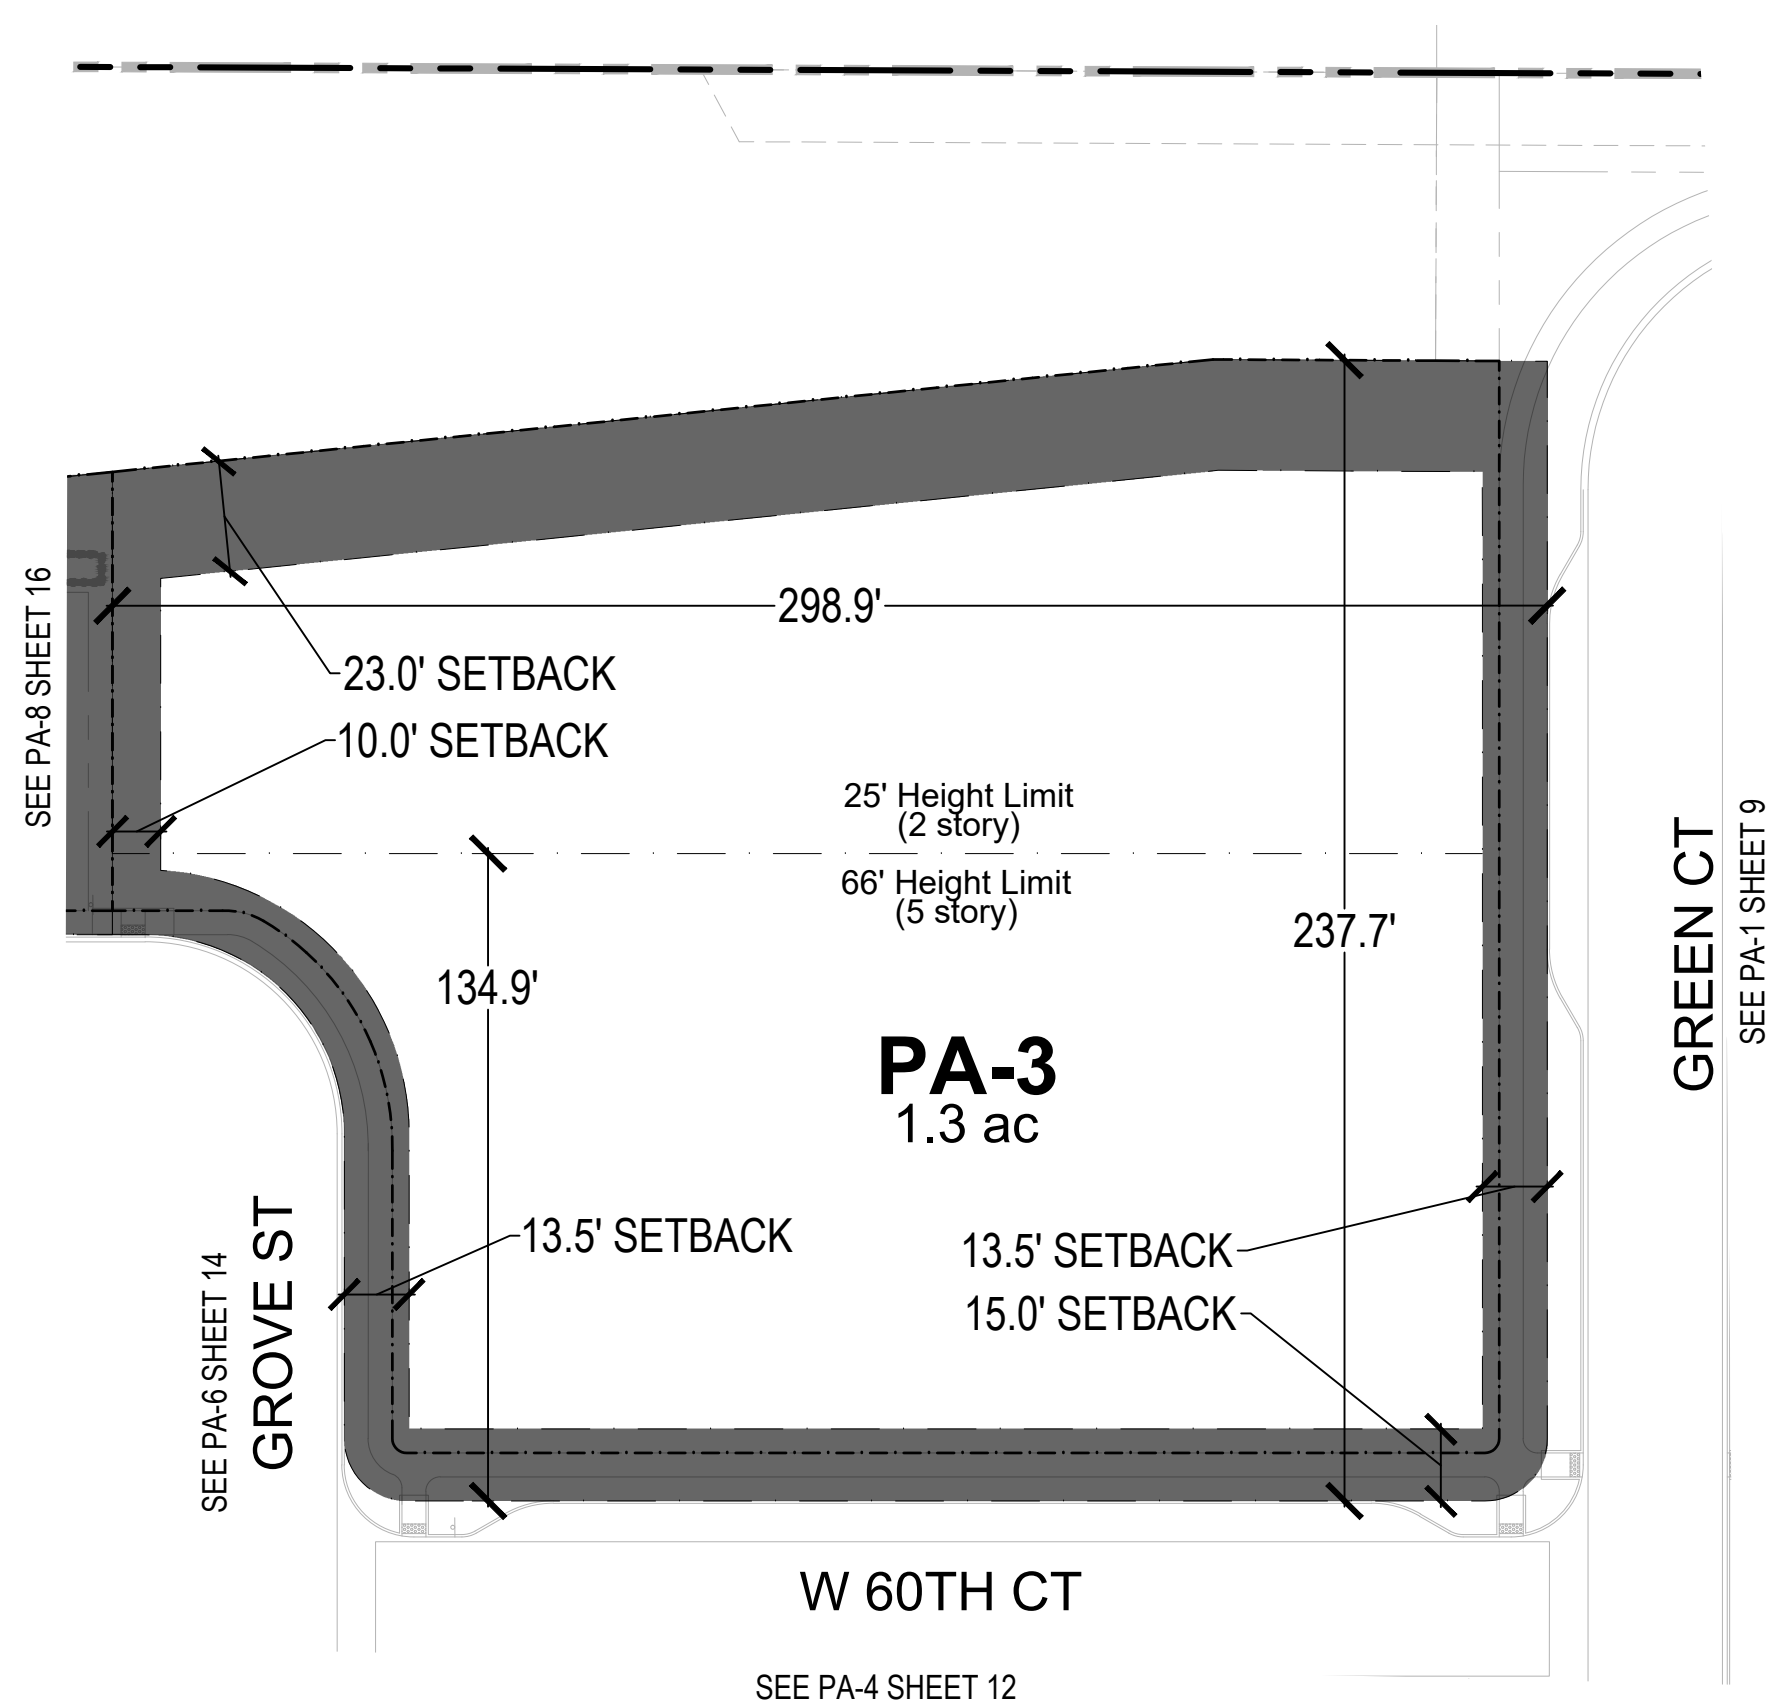 298.9'
23.0' SETBACK
10.0' SETBACK
SEE PA-8 SHEET 16
25' Height Limit
(2 story)
66' Height Limit
(5 story)
237.7'
134.9'
GREEN CT
SEE PA-1 SHEET 9
PA-3
1.3 ac
13.5' SETBACK
13.5' SETBACK
15.0' SETBACK
SEE PA-6 SHEET 14
GROVE ST
W 60TH CT
SEE PA-4 SHEET 12